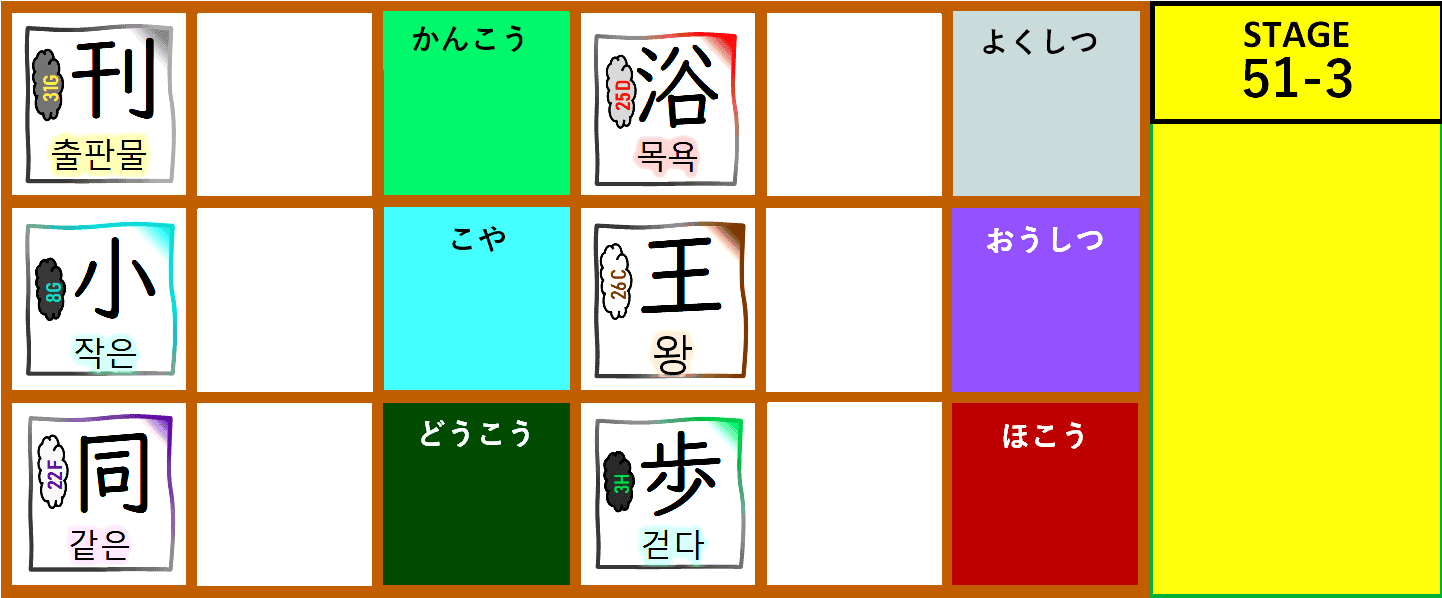 31G
刊
출판물
かんこう
25D
浴
목욕
よくしつ
STAGE
51-3
8G
小
작은
こや
26C
王
왕
おうしつ
22F
同
같은
どうこう
3H
歩
걷다
ほこう